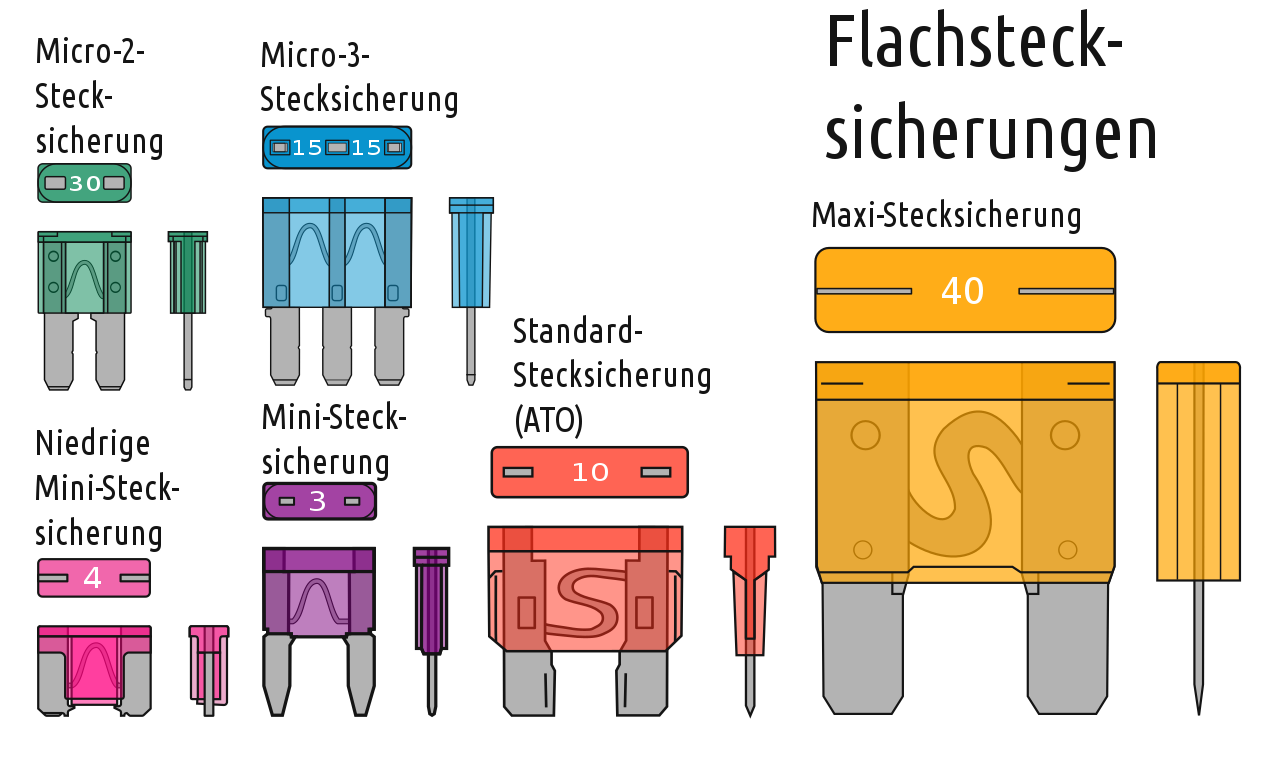 Flachsteck-
sicherungen
Micro-2-
Steck-
sicherung
30
Micro-3-
Stecksicherung
15 15
Maxi-Stecksicherung
40
Standard-
Stecksicherung
(ATO)
10
Niedrige
Mini-Steck-
sicherung
4
Mini-Steck-
sicherung
3